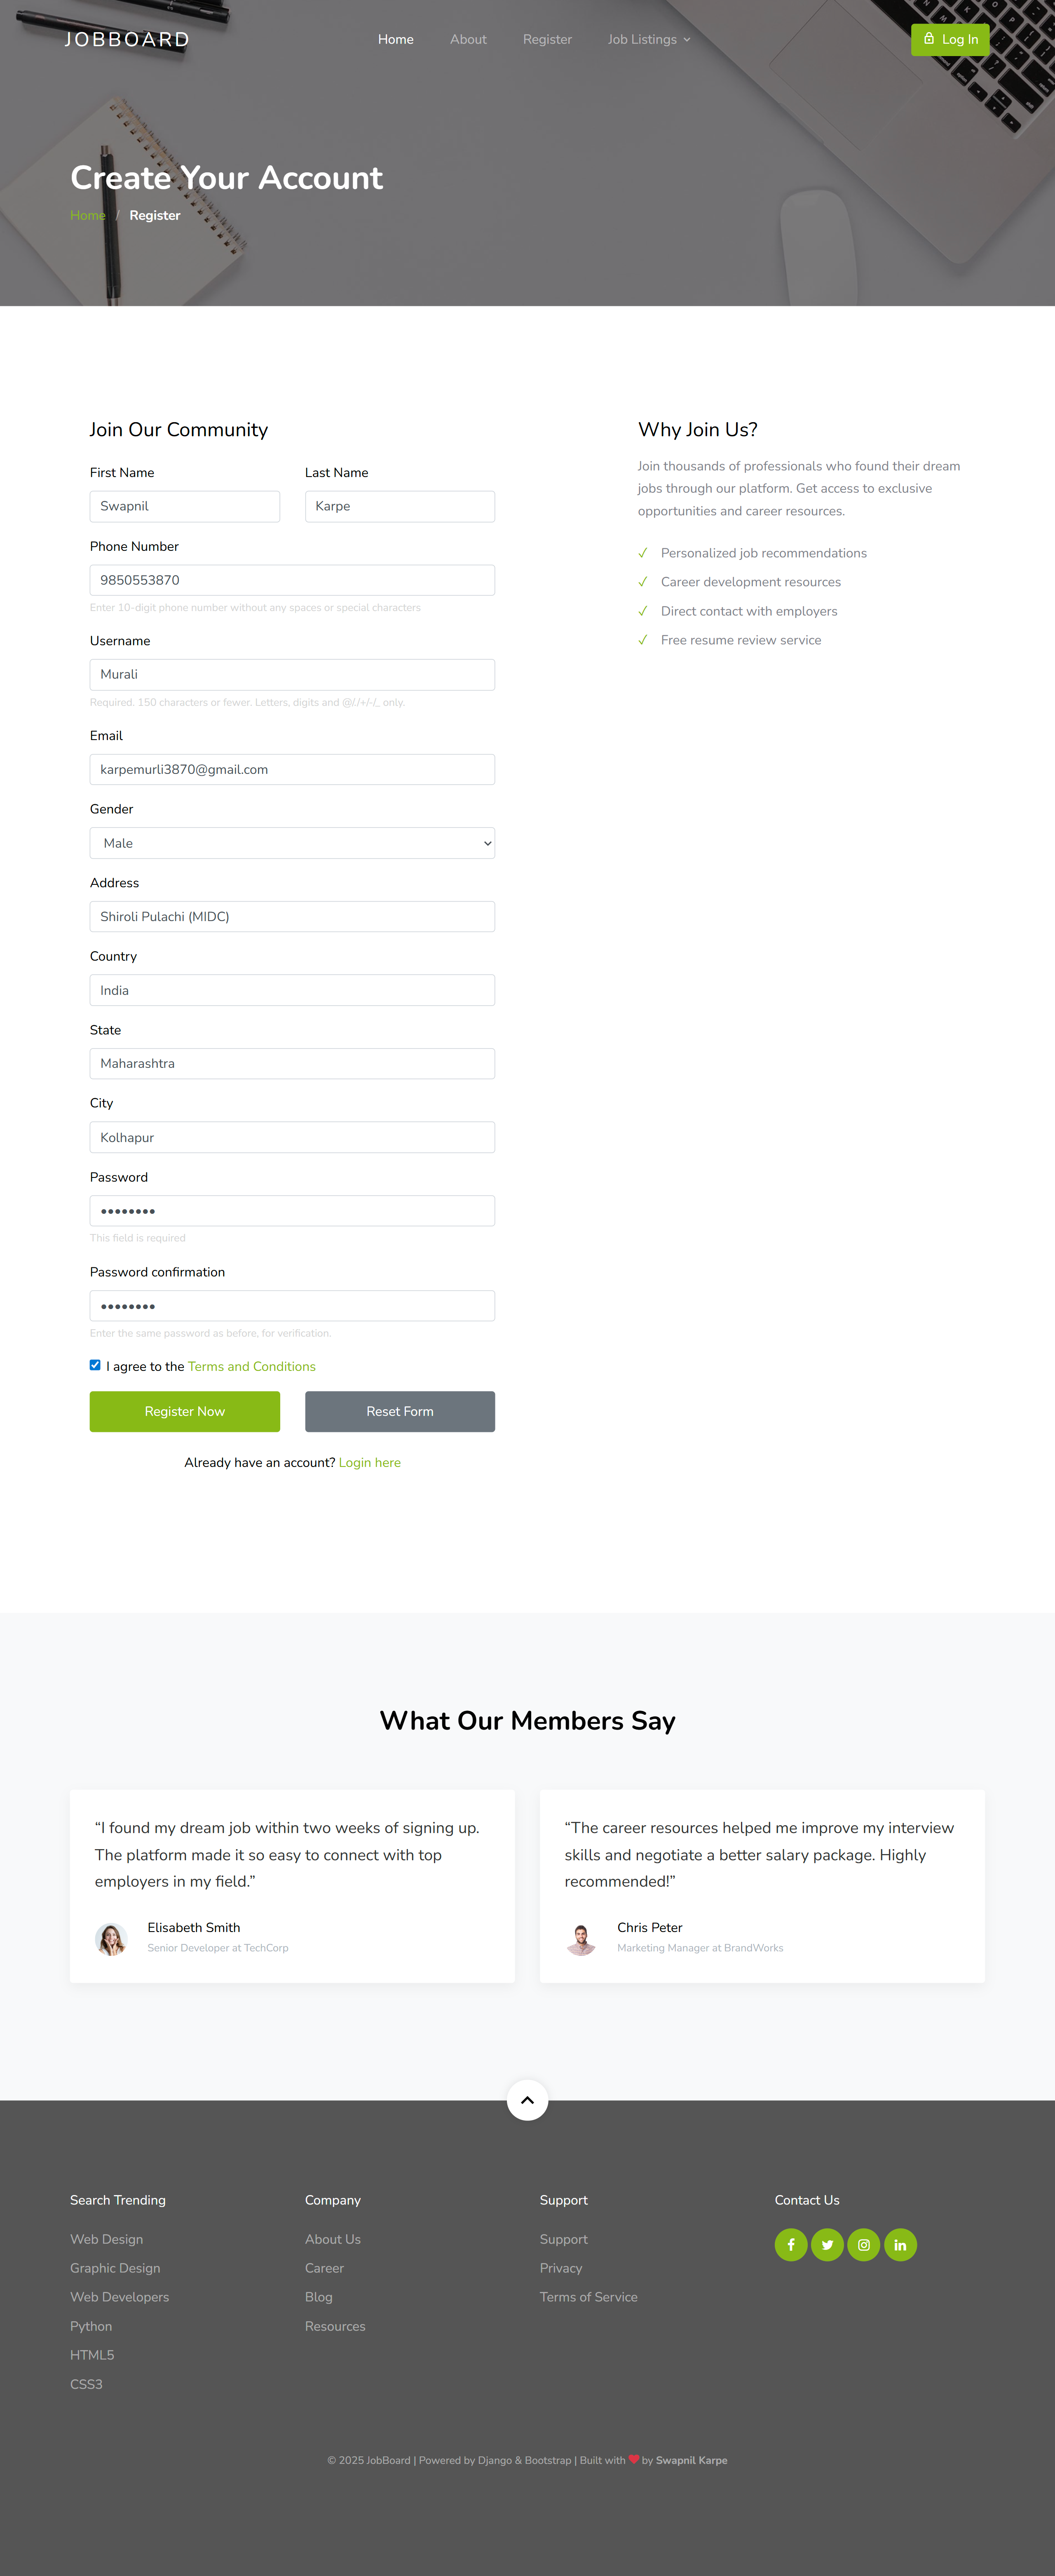 JOBBOARD
Home
About
Register
Job Listings
Log In
Create Your Account
Home / Register
Join Our Community
First Name
Last Name
Swapnil
Karpe
Phone Number
9850553870
Enter 10-digit phone number without any spaces or special characters
Username
Murali
Required. 150 characters or fewer. Letters, digits and @/./+/-/_ only.
Email
karpemurli3870@gmail.com
Gender
Male
Address
Shiroli Pulachi (MIDC)
Country
India
State
Maharashtra
City
Kolhapur
Password
••••••••
This field is required
Password confirmation
••••••••
Enter the same password as before, for verification.
I agree to the Terms and Conditions
Register Now
Reset Form
Already have an account? Login here
Why Join Us?
Join thousands of professionals who found their dream
jobs through our platform. Get access to exclusive
opportunities and career resources.
Personalized job recommendations
Career development resources
Direct contact with employers
Free resume review service
What Our Members Say
“I found my dream job within two weeks of signing up.
The platform made it so easy to connect with top
employers in my field.”
Elisabeth Smith
Senior Developer at TechCorp
“The career resources helped me improve my interview
skills and negotiate a better salary package. Highly
recommended!”
Chris Peter
Marketing Manager at BrandWorks
Search Trending
Web Design
Graphic Design
Web Developers
Python
HTML5
CSS3
Company
About Us
Career
Blog
Resources
Support
Support
Privacy
Terms of Service
Contact Us
© 2025 JobBoard | Powered by Django & Bootstrap | Built with ❤ by Swapnil Karpe